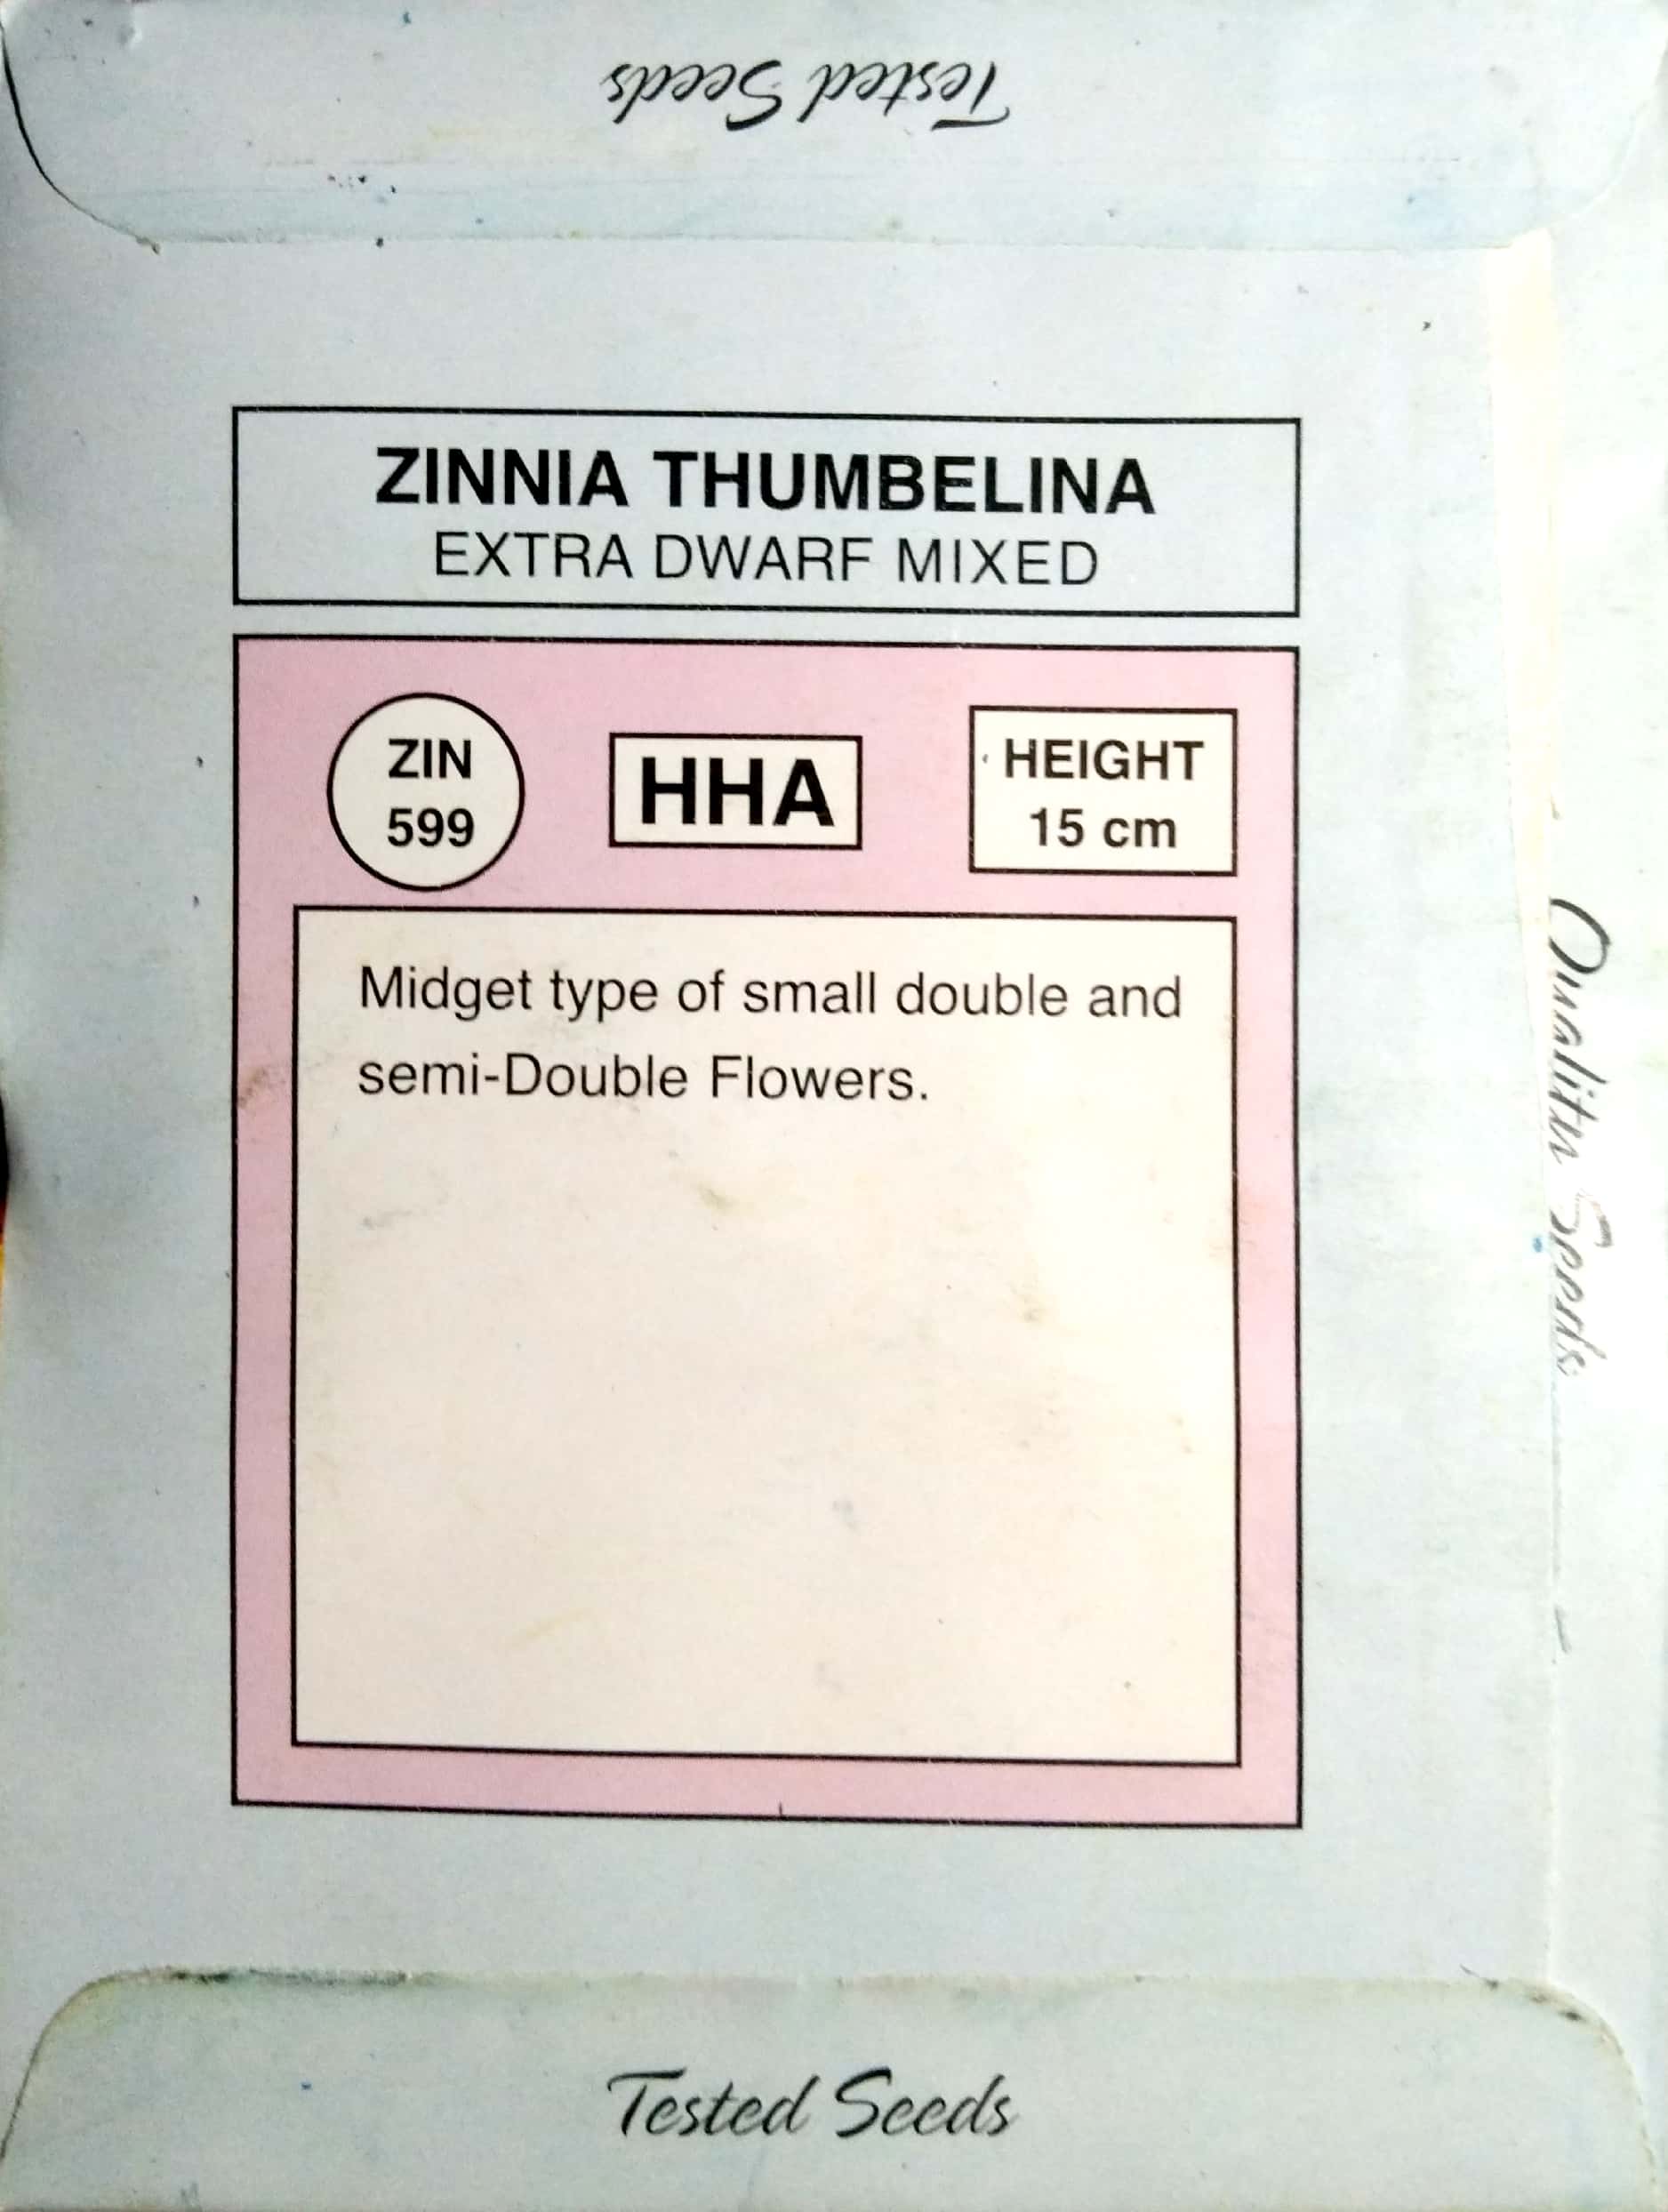 Tested Seeds
ZINNIA THUMBELINA
EXTRA DWARF MIXED
ZIN
599
HHA
HEIGHT
15 cm
Midget type of small double and
semi-Double Flowers.
Quality Seeds
Tested Seeds